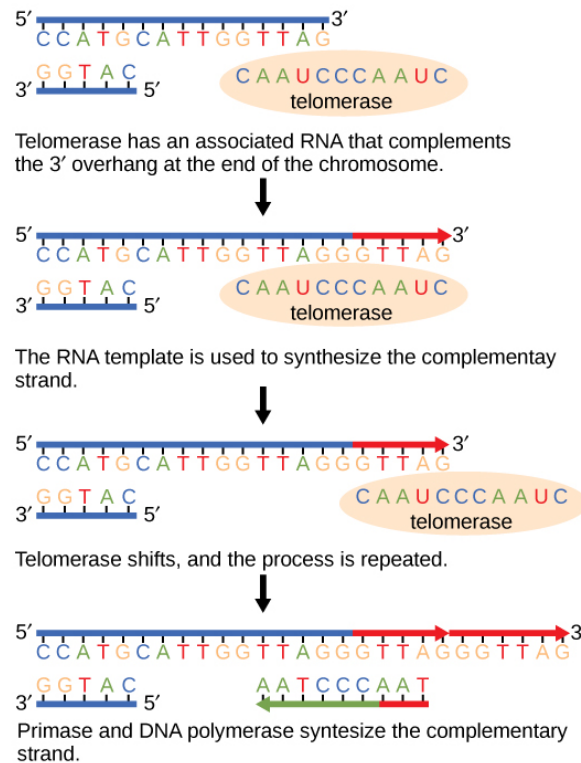 5′ 3′
CCATGCATTGGTTAG
GGTAC CAAUCCCAAUC
3′ 5′ telomerase
Telomerase has an associated RNA that complements
the 3′ overhang at the end of the chromosome.
5′ 3′
CCATGCATTGGTTAGGGTTAG
GGTAC CAAUCCCAAUC
3′ 5′ telomerase
The RNA template is used to synthesize the complementay
strand.
5′ 3′
CCATGCATTGGTTAGGGTTAG
GGTAC CAAUCCCAAUC
3′ 5′ telomerase
Telomerase shifts, and the process is repeated.
5′ 3′
CCATGCATTGGTTAGGGTTAGGGTTAG
GGTAC AATCCCAAT
3′ 5′
Primase and DNA polymerase syntesize the complementary
strand.